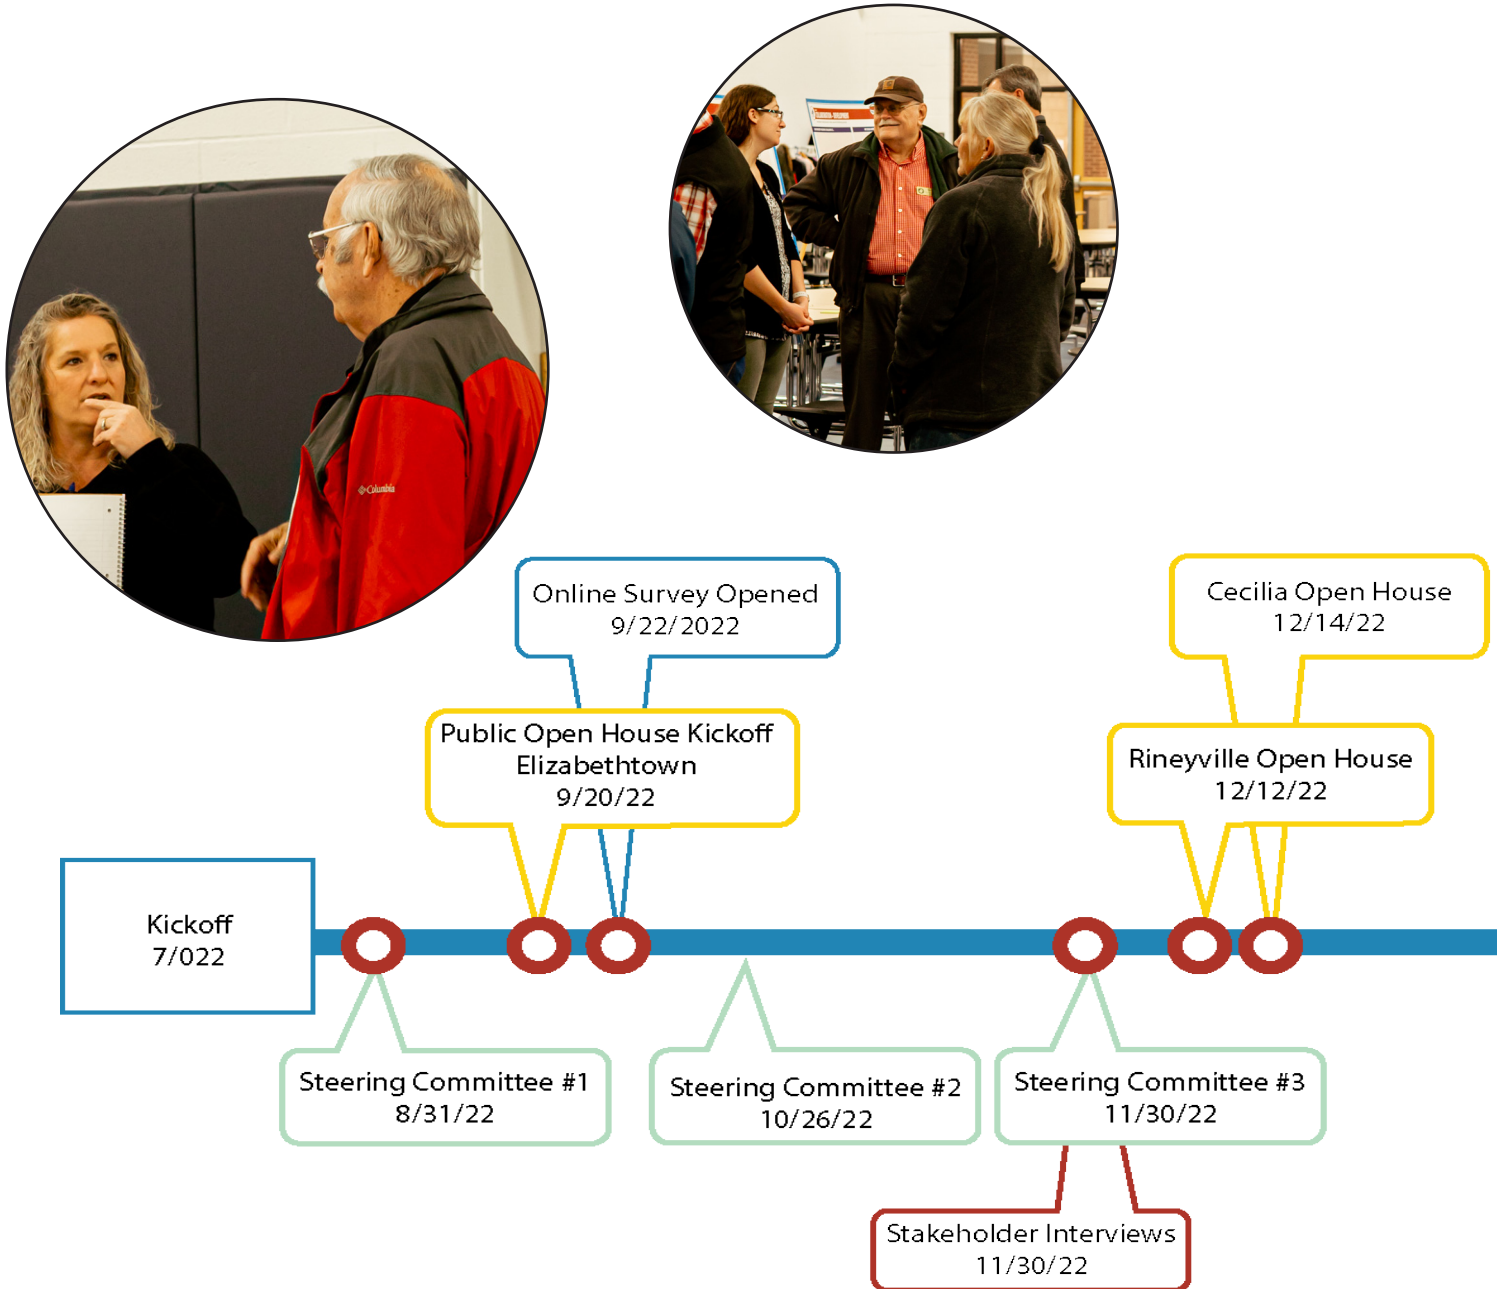 Columbia
Online Survey Opened
9/22/2022
Cecilia Open House
12/14/22
Public Open House Kickoff
Elizabethtown
9/20/22
Rineyville Open House
12/12/22
Kickoff
7/022
Steering Committee #1
8/31/22
Steering Committee #2
10/26/22
Steering Committee #3
11/30/22
Stakeholder Interviews
11/30/22